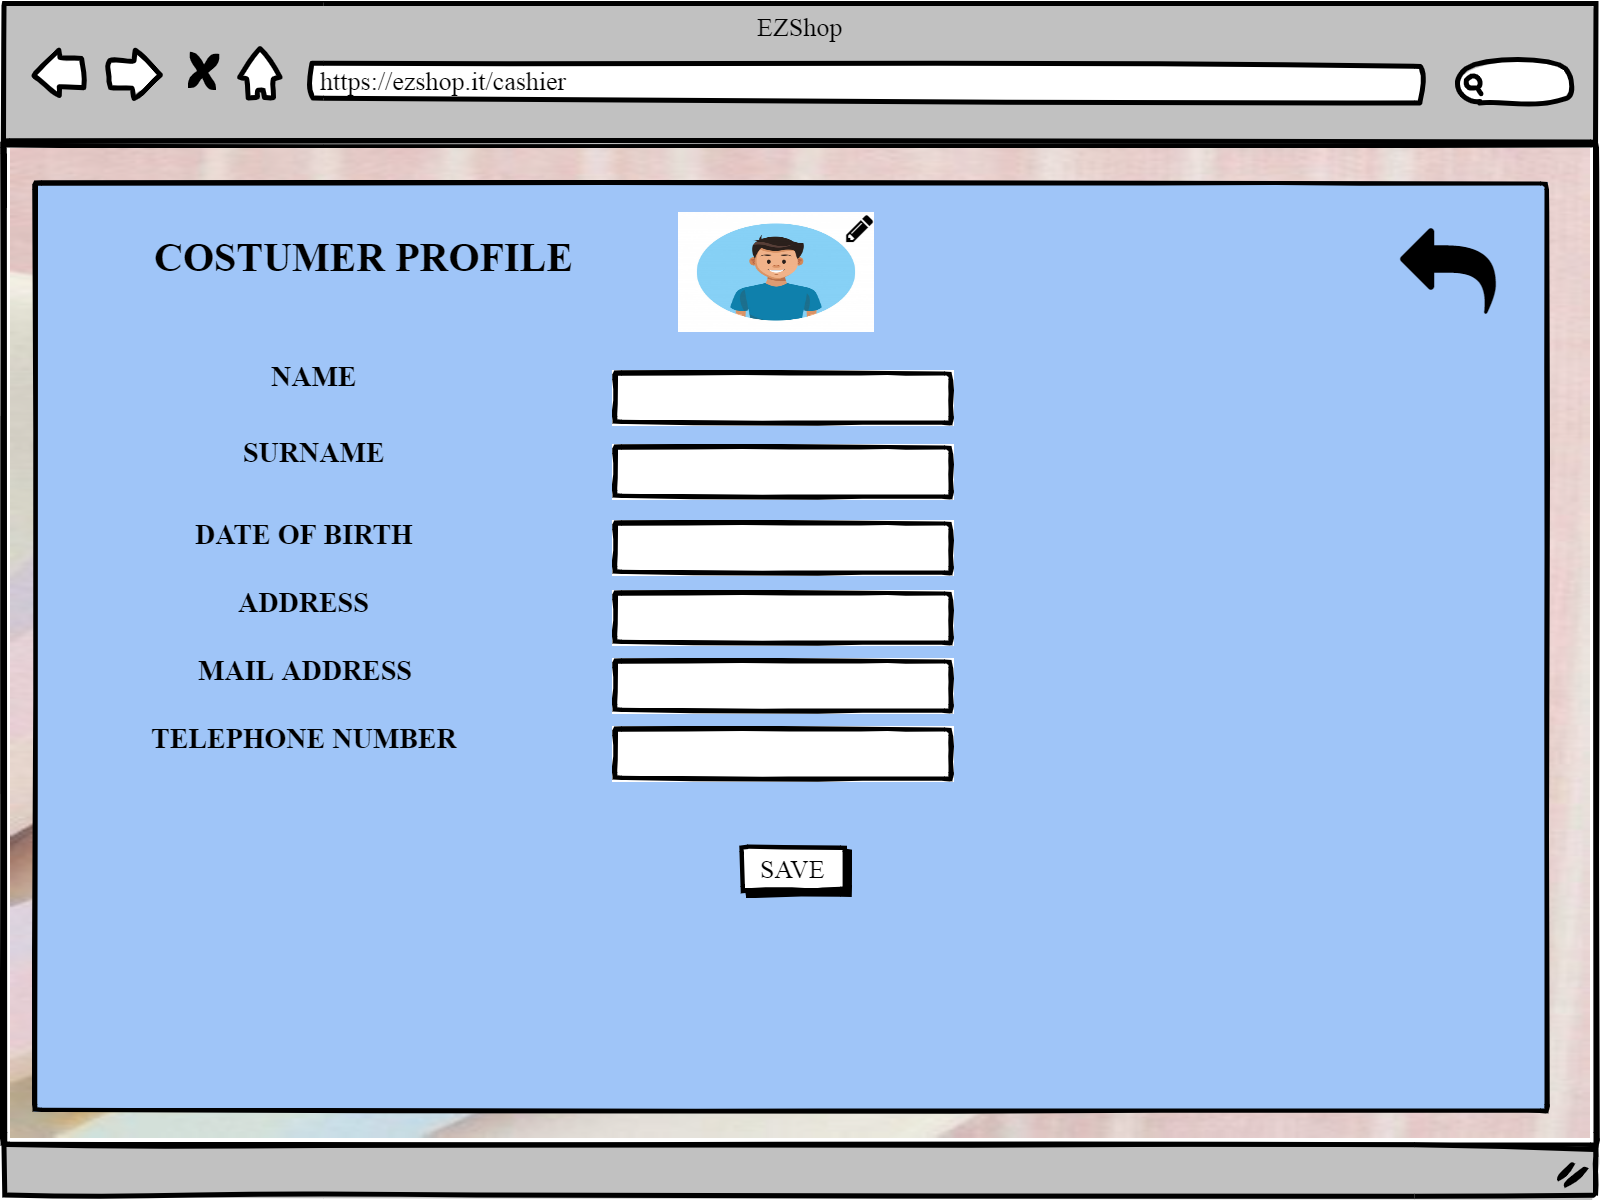 EZShop
https://ezshop.it/cashier
COSTUMER PROFILE
NAME
SURNAME
DATE OF BIRTH
ADDRESS
MAIL ADDRESS
TELEPHONE NUMBER
SAVE